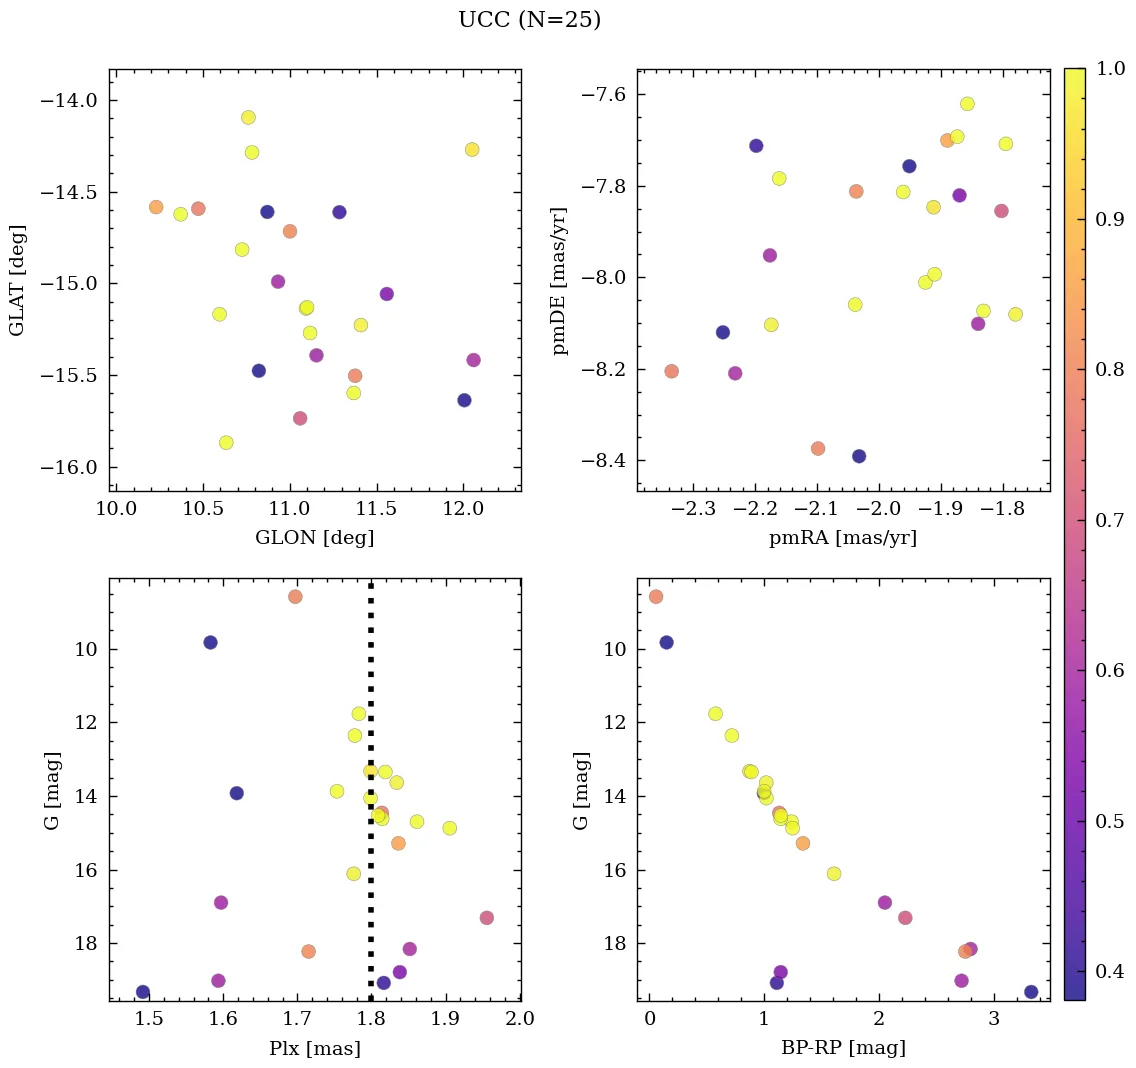 UCC (N=25)
−14.0
−14.5
−15.0
−15.5
−16.0
GLAT [deg]
10.0 10.5 11.0 11.5 12.0
GLON [deg]
−7.6
−7.8
−8.0
−8.2
−8.4
pmDE [mas/yr]
−2.3 −2.2 −2.1 −2.0 −1.9 −1.8
pmRA [mas/yr]
10
12
14
16
18
G [mag]
1.5 1.6 1.7 1.8 1.9 2.0
Plx [mas]
10
12
14
16
18
G [mag]
0 1 2 3
BP-RP [mag]
1.0
0.9
0.8
0.7
0.6
0.5
0.4